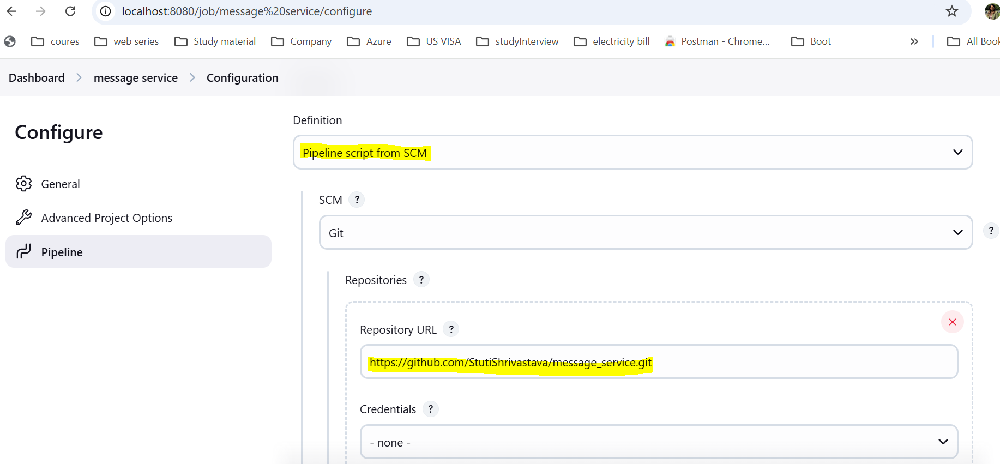 localhost:8080/job/message%20service/configure
coures web series Study material Company Azure US VISA studyInterview electricity bill Postman - Chrome... Boot » All Book
Dashboard > message service > Configuration
Configure
General
Advanced Project Options
Pipeline
Definition
Pipeline script from SCM
SCM ?
Git
?
Repositories ?
Repository URL ?
https://github.com/StutiShrivastava/message_service.git
Credentials ?
- none -